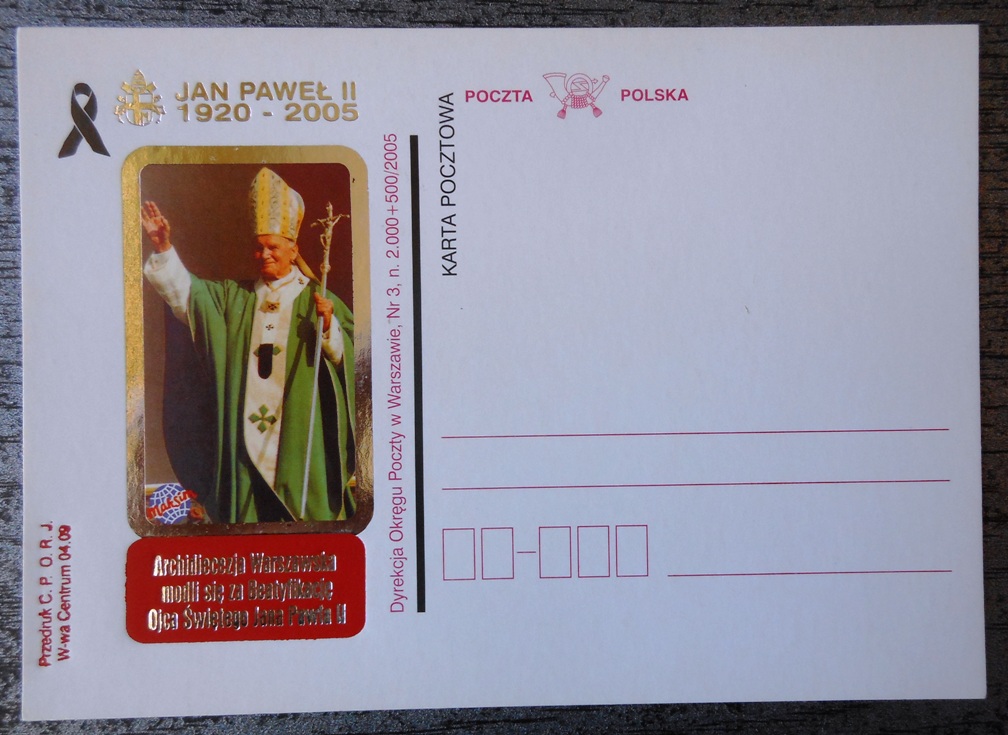 JAN PAWEŁ II
1920 - 2005
Archidiecezja Warszawska
modli się za Beatyfikację
Ojca Świętego Jana Pawła II
Maksim
Przedruk C. P. O. R. J.
W-wa Centrum 04.09
Dyrekcja Okręgu Poczty w Warszawie, Nr 3, n. 2.000+500/2005
KARTA POCZTOWA
POCZTA POLSKA